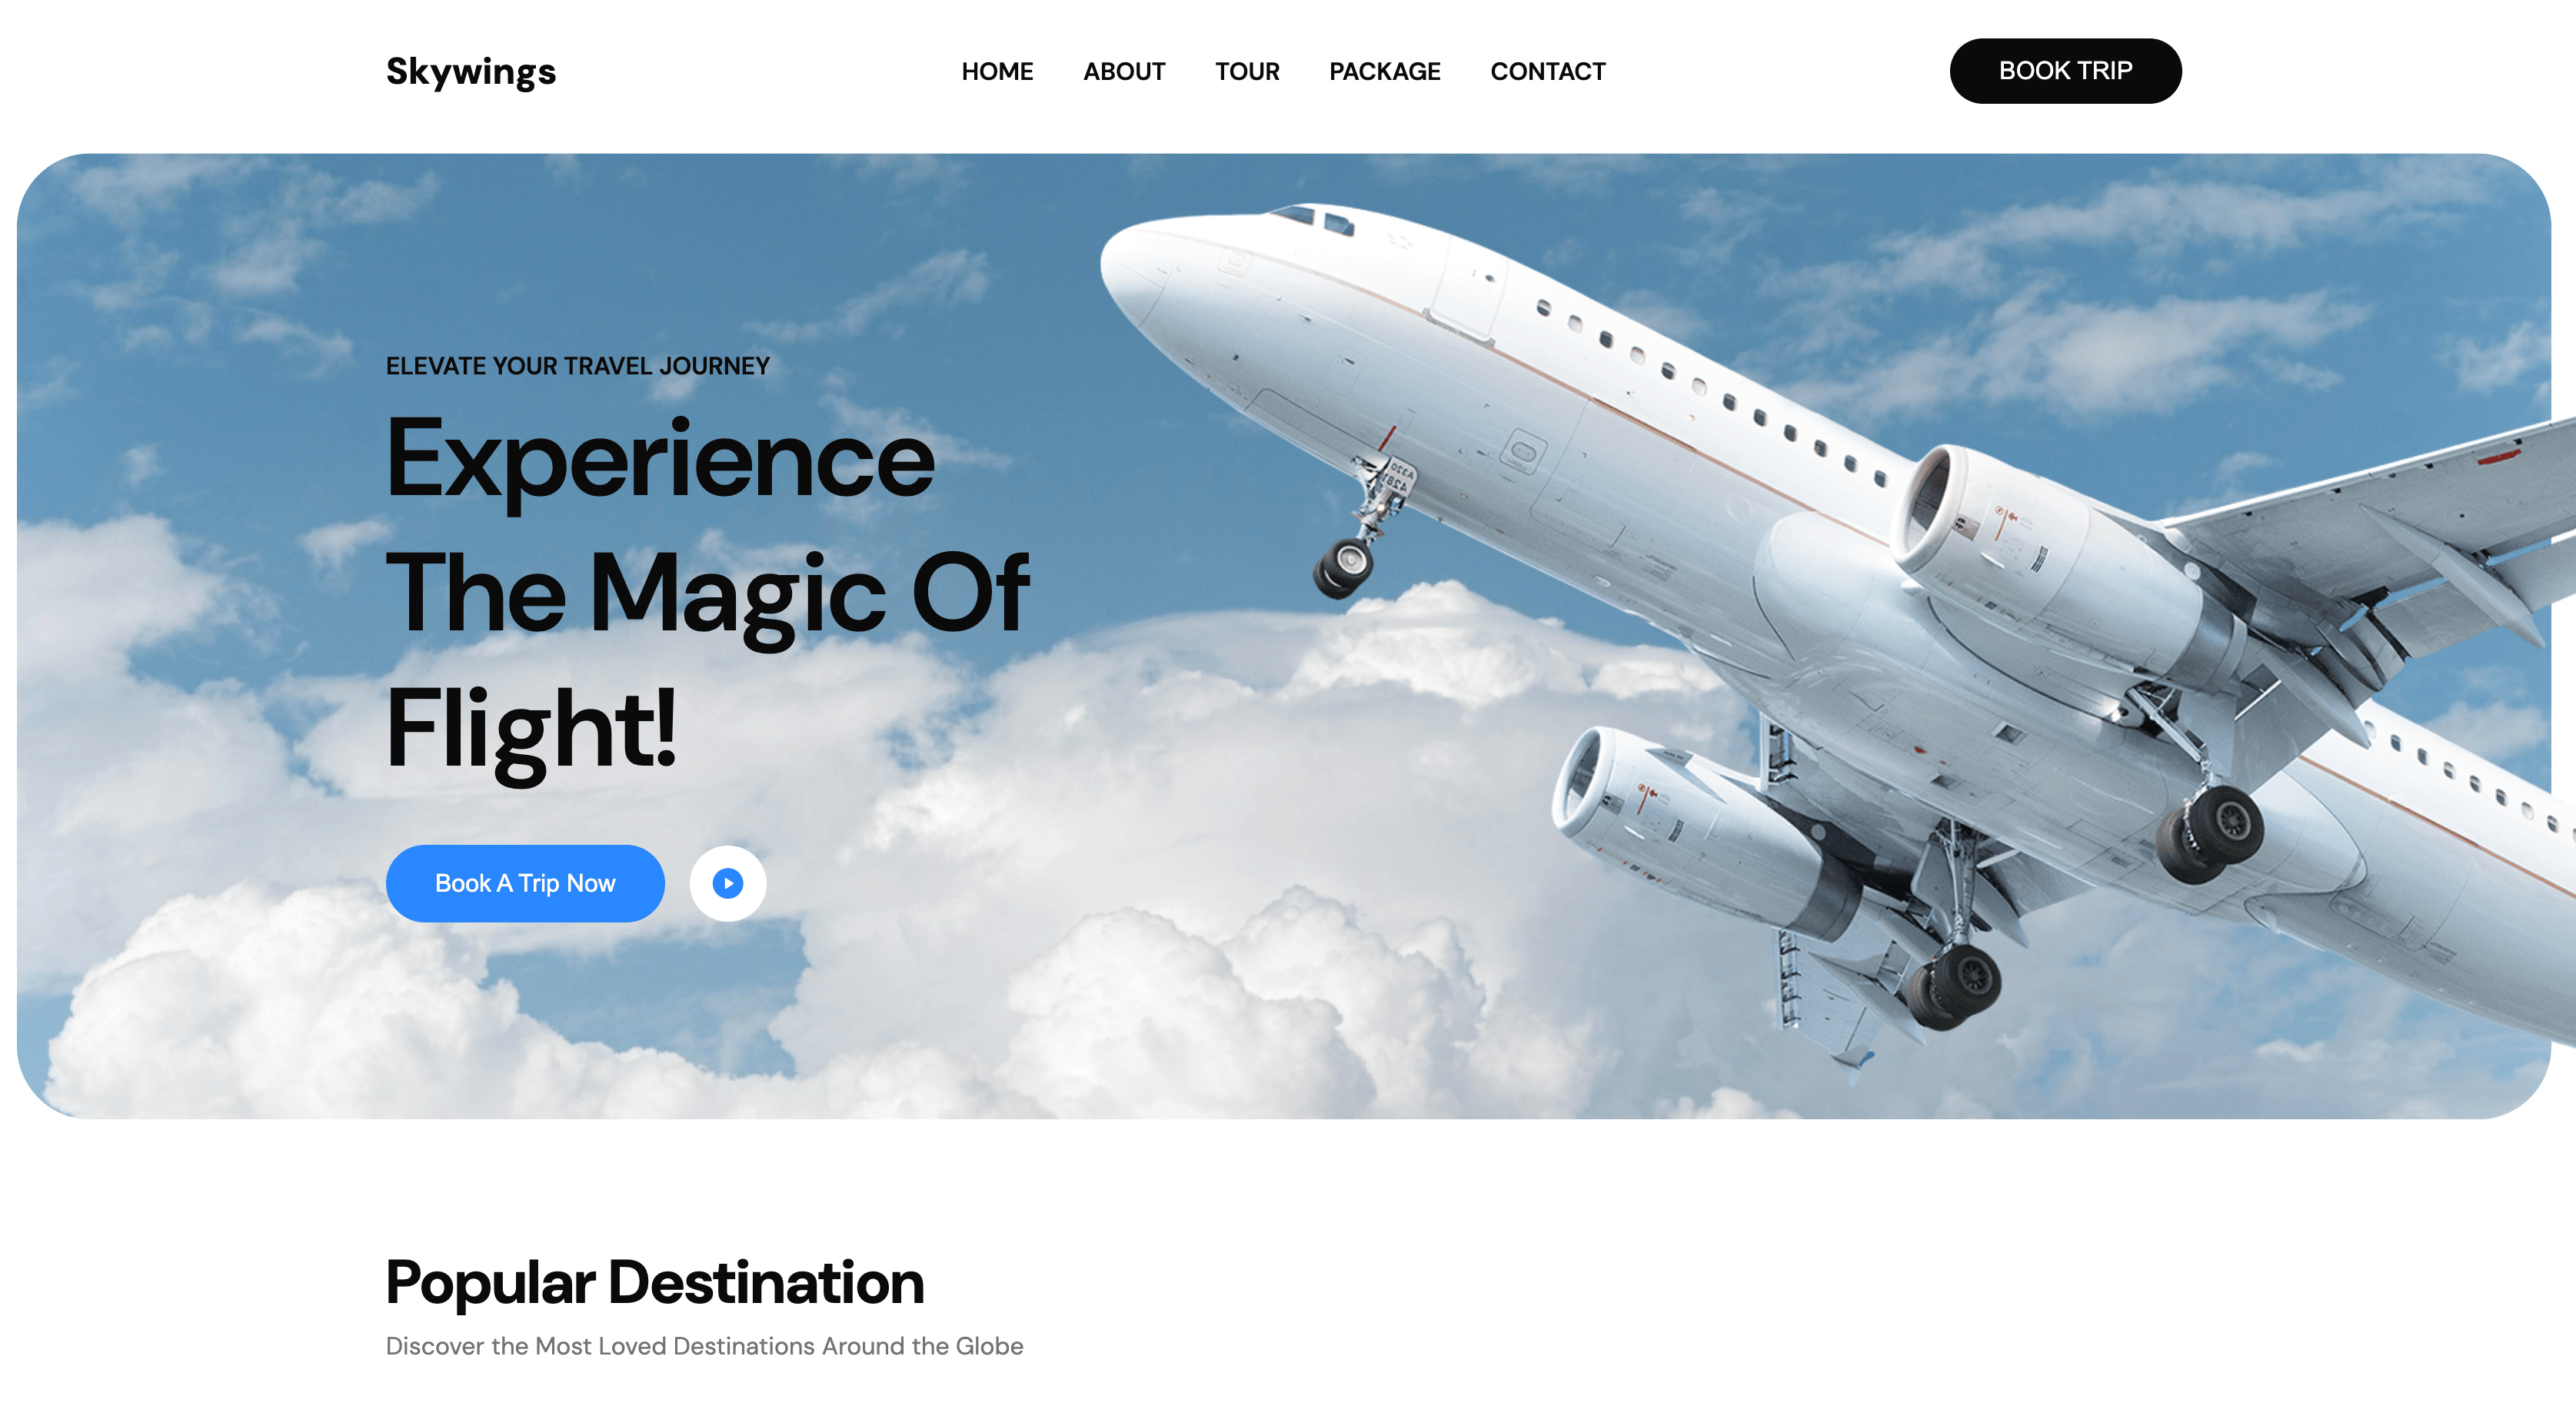 Skywings
HOME ABOUT TOUR PACKAGE CONTACT
BOOK TRIP
ELEVATE YOUR TRAVEL JOURNEY
Experience
The Magic Of
Flight!
Book A Trip Now
Popular Destination
Discover the Most Loved Destinations Around the Globe